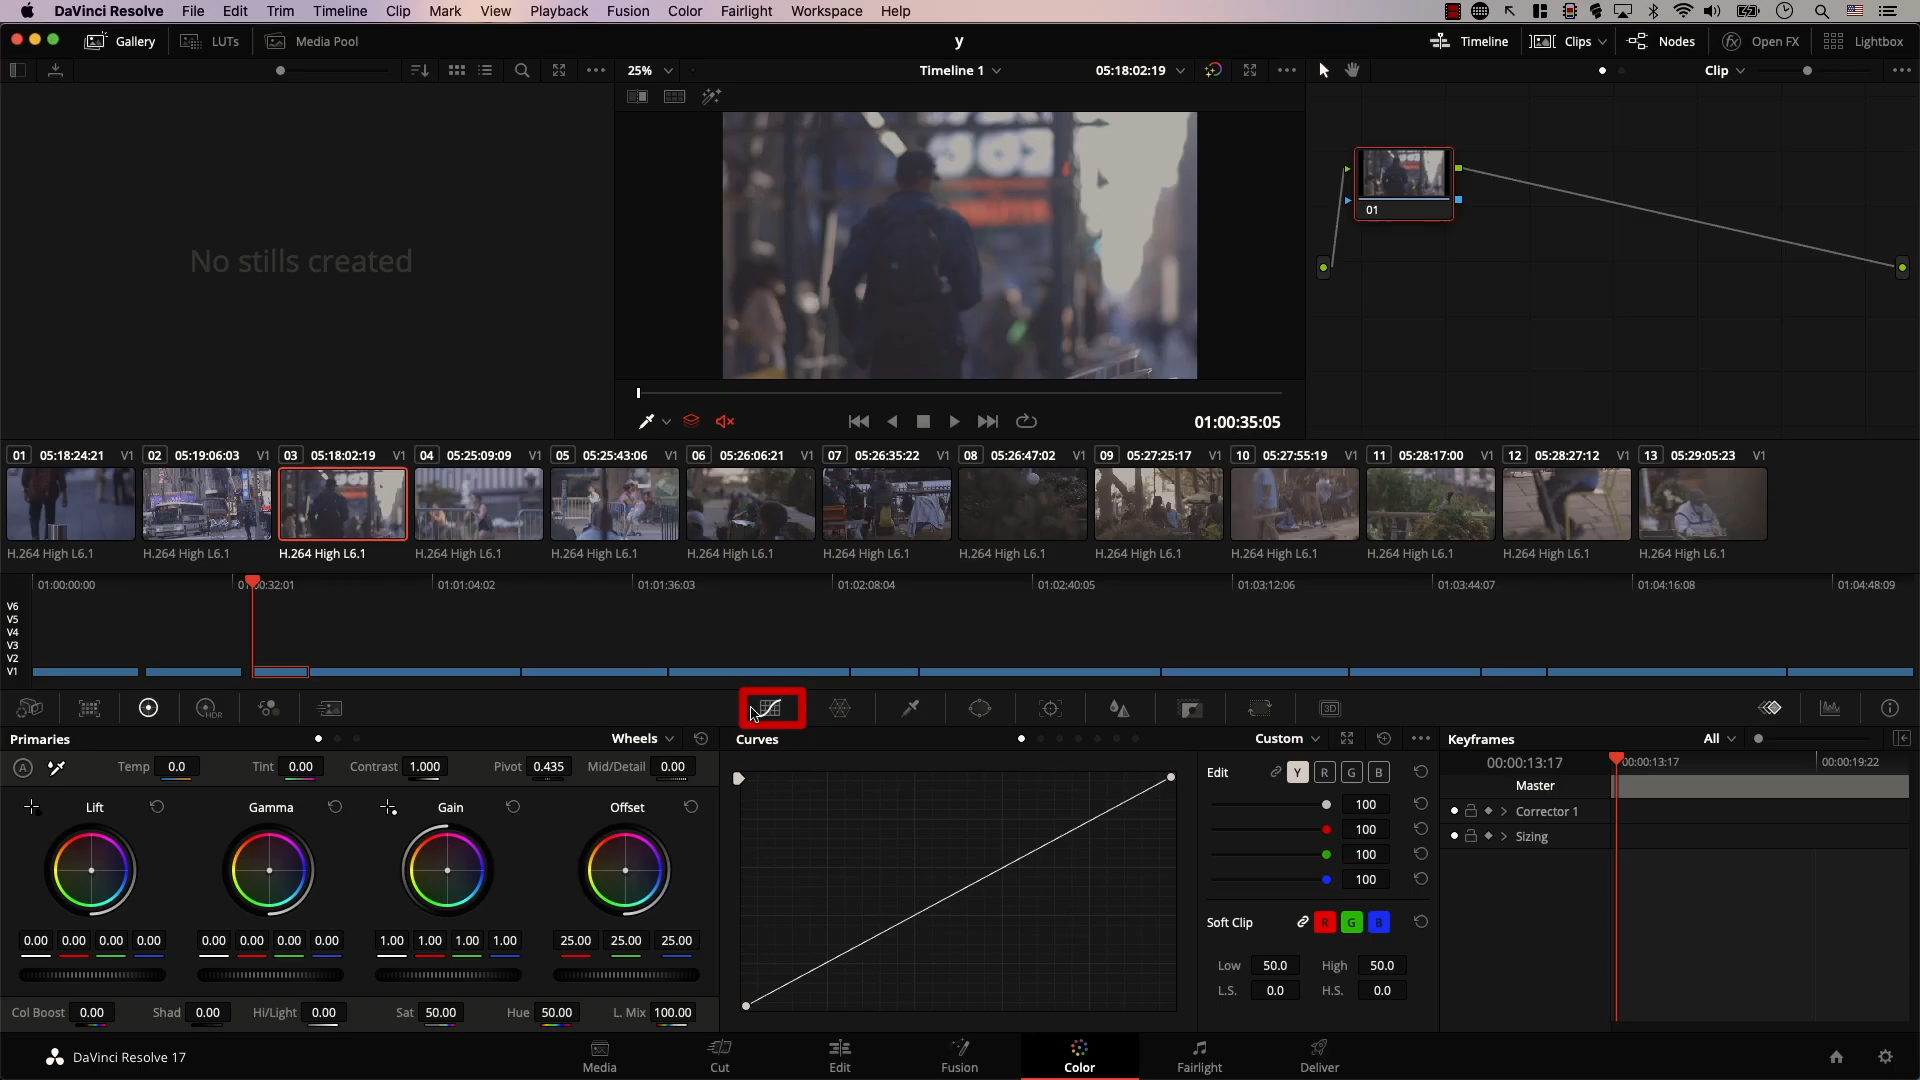 DaVinci Resolve File Edit Trim Timeline Clip Mark View Playback Fusion Color Fairlight Workspace Help
Gallery LUTs Media Pool y Timeline Clips Nodes fx Open FX Lightbox
25% Timeline 1 05:18:02:19 Clip
No stills created
01
01:00:35:05
01 05:18:24:21 V1 02 05:19:06:03 V1 03 05:18:02:19 V1 04 05:25:09:09 V1 05 05:25:43:06 V1 06 05:26:06:21 V1 07 05:26:35:22 V1 08 05:26:47:02 V1 09 05:27:25:17 V1 10 05:27:55:19 V1 11 05:28:17:00 V1 12 05:28:27:12 V1 13 05:29:05:23 V1
H.264 High L6.1 H.264 High L6.1 H.264 High L6.1 H.264 High L6.1 H.264 High L6.1 H.264 High L6.1 H.264 High L6.1 H.264 High L6.1 H.264 High L6.1 H.264 High L6.1 H.264 High L6.1 H.264 High L6.1 H.264 High L6.1
01:00:00:00 01:00:32:01 01:01:04:02 01:01:36:03 01:02:08:04 01:02:40:05 01:03:12:06 01:03:44:07 01:04:16:08 01:04:48:09
V6
V5
V4
V3
V2
V1
HDR 3D
Primaries Wheels Curves Custom Keyframes All
A Temp 0.0 Tint 0.00 Contrast 1.000 Pivot 0.435 Mid/Detail 0.00 Edit Y R G B 00:00:13:17 00:00:13:17 00:00:19:22
Master
Lift Gamma Gain Offset 100 Corrector 1
100 Sizing
100
100
Soft Clip R G B
0.00 0.00 0.00 0.00 0.00 0.00 0.00 0.00 1.00 1.00 1.00 1.00 25.00 25.00 25.00
Low 50.0 High 50.0
L.S. 0.0 H.S. 0.0
Col Boost 0.00 Shad 0.00 Hi/Light 0.00 Sat 50.00 Hue 50.00 L. Mix 100.00
DaVinci Resolve 17 Media Cut Edit Fusion Color Fairlight Deliver